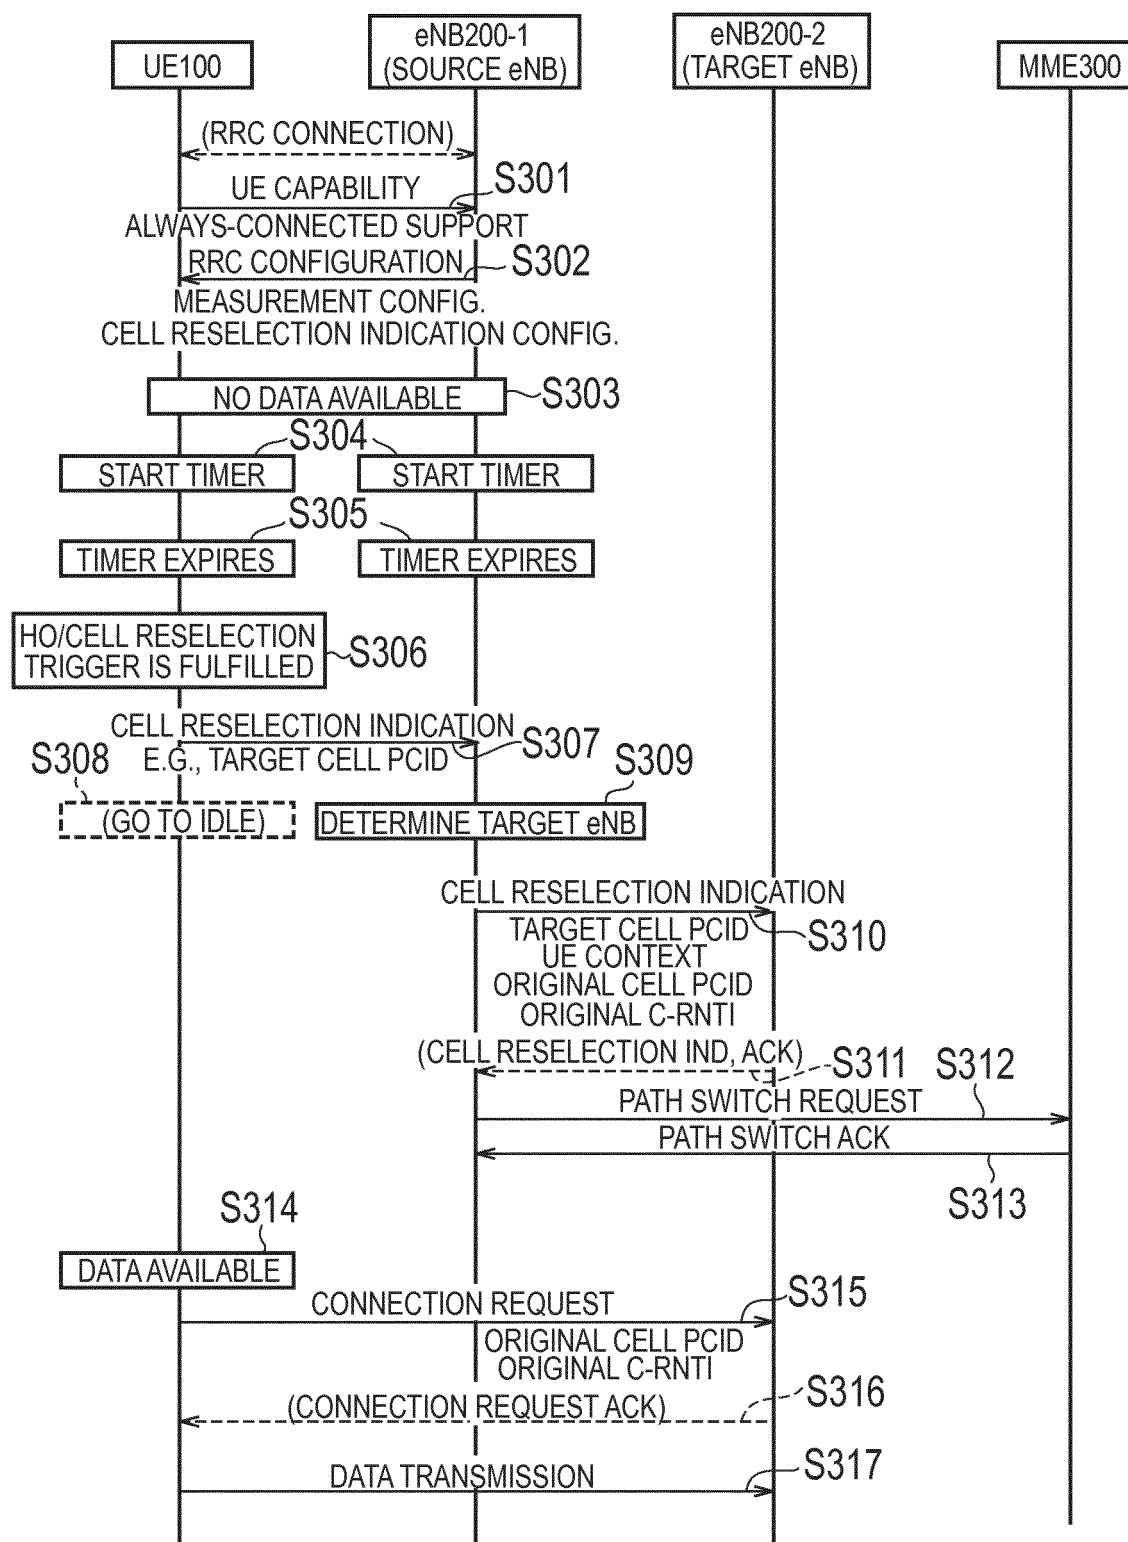 UE100
eNB200-1
(SOURCE eNB)
eNB200-2
(TARGET eNB)
MME300
(RRC CONNECTION)
UE CAPABILITY
S301
ALWAYS-CONNECTED SUPPORT
RRC CONFIGURATION
S302
MEASUREMENT CONFIG.
CELL RESELECTION INDICATION CONFIG.
NO DATA AVAILABLE
S303
S304
START TIMER
START TIMER
S305
TIMER EXPIRES
TIMER EXPIRES
HO/CELL RESELECTION
TRIGGER IS FULFILLED
S306
CELL RESELECTION INDICATION
S307
E.G., TARGET CELL PCID
S308
(GO TO IDLE)
S309
DETERMINE TARGET eNB
CELL RESELECTION INDICATION
S310
TARGET CELL PCID
UE CONTEXT
ORIGINAL CELL PCID
ORIGINAL C-RNTI
(CELL RESELECTION IND, ACK)
S311
S312
PATH SWITCH REQUEST
PATH SWITCH ACK
S313
S314
DATA AVAILABLE
CONNECTION REQUEST
S315
ORIGINAL CELL PCID
ORIGINAL C-RNTI
(CONNECTION REQUEST ACK)
S316
DATA TRANSMISSION
S317